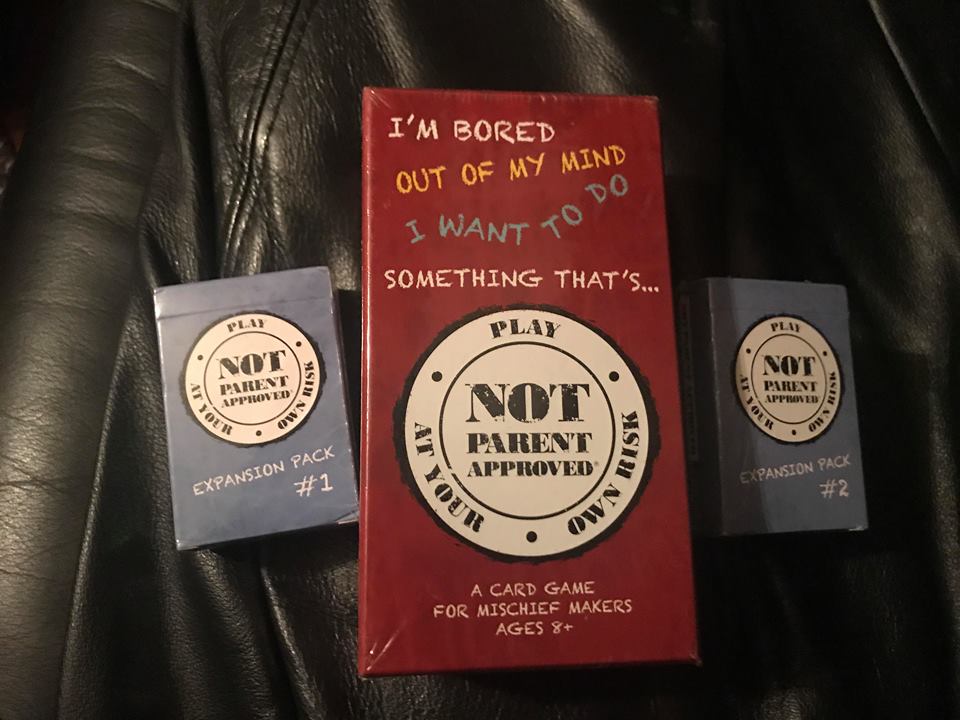 I'M BORED
OUT OF MY MIND
I WANT TO DO
SOMETHING THAT'S...
PLAY
AT YOUR
OWN RISK
NOT
PARENT
APPROVED®
A CARD GAME
FOR MISCHIEF MAKERS
AGES 8+
PLAY
AT YOUR
OWN RISK
NOT
PARENT
APPROVED
EXPANSION PACK
#1
PLAY
AT YOUR
OWN RISK
NOT
PARENT
APPROVED
EXPANSION PACK
#2